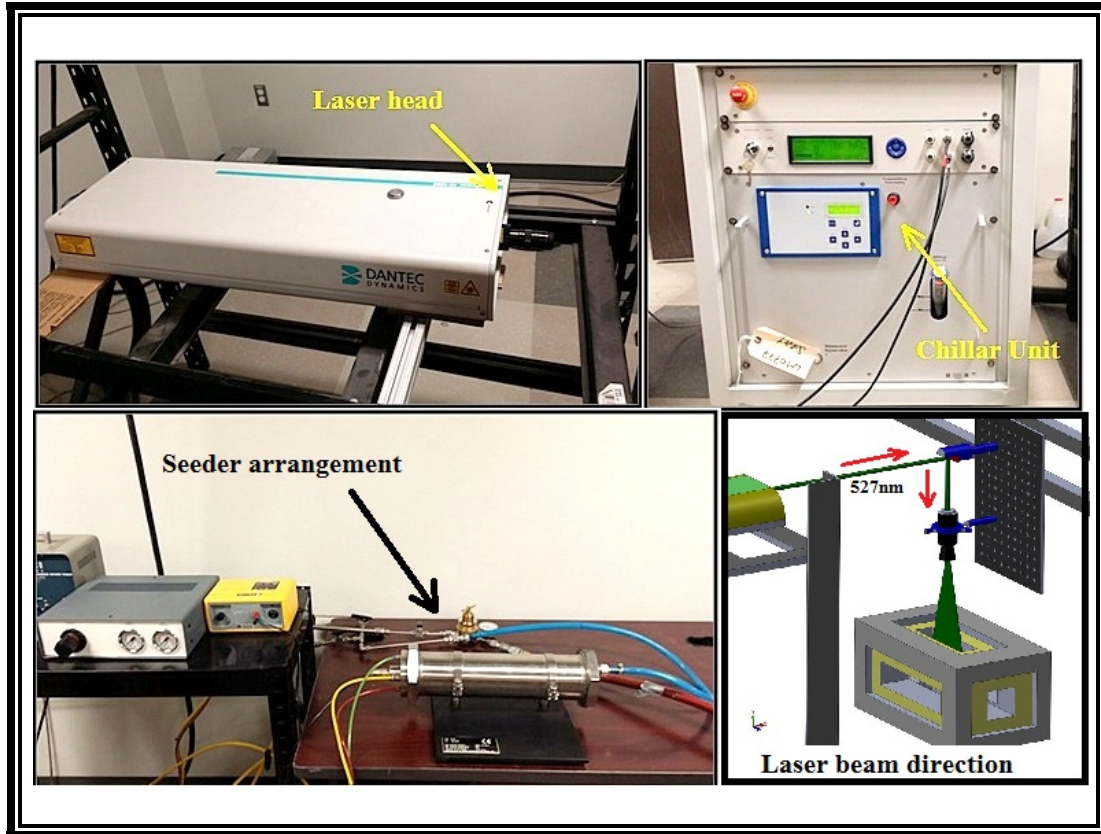 Laser head
DANTEC
DYNAMICS
Chillar Unit
Seeder arrangement
527nm
Laser beam direction